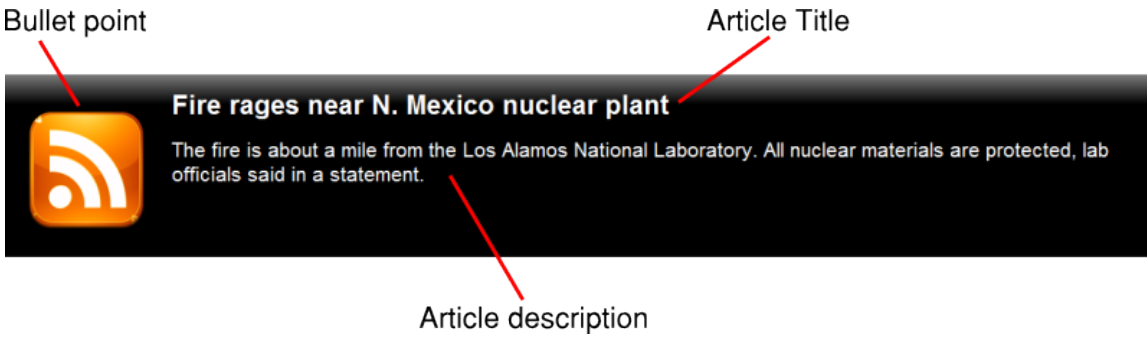 Bullet point
Article Title
Fire rages near N. Mexico nuclear plant
The fire is about a mile from the Los Alamos National Laboratory. All nuclear materials are protected, lab
officials said in a statement.
Article description